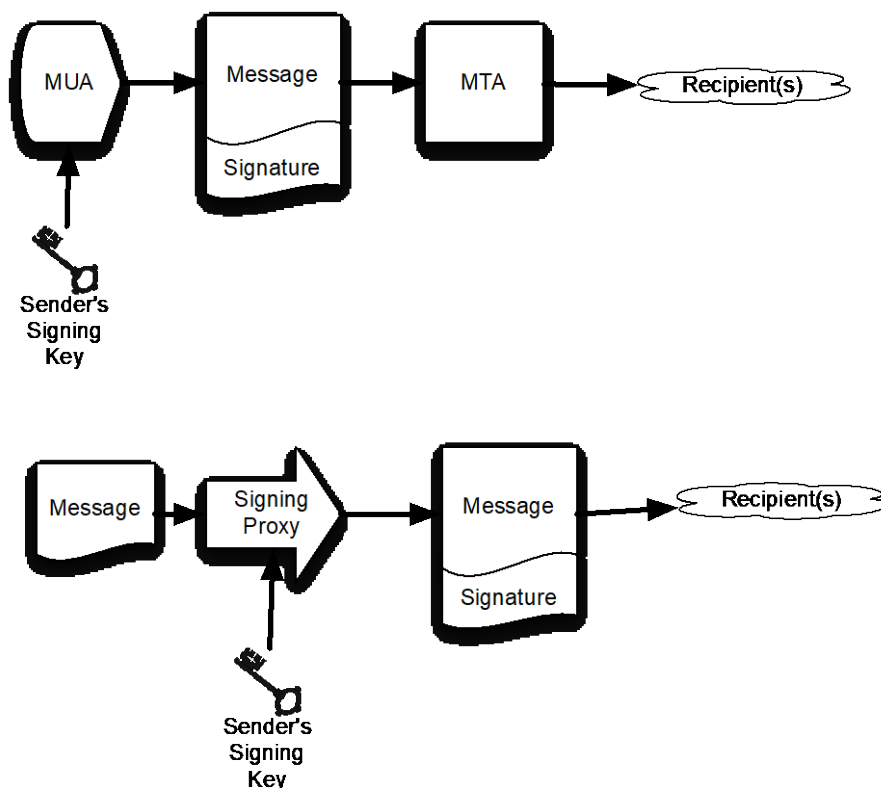 MUA
Message
Signature
MTA
Recipient(s)
Sender's
Signing
Key
Message
Signing
Proxy
Message
Signature
Recipient(s)
Sender's
Signing
Key